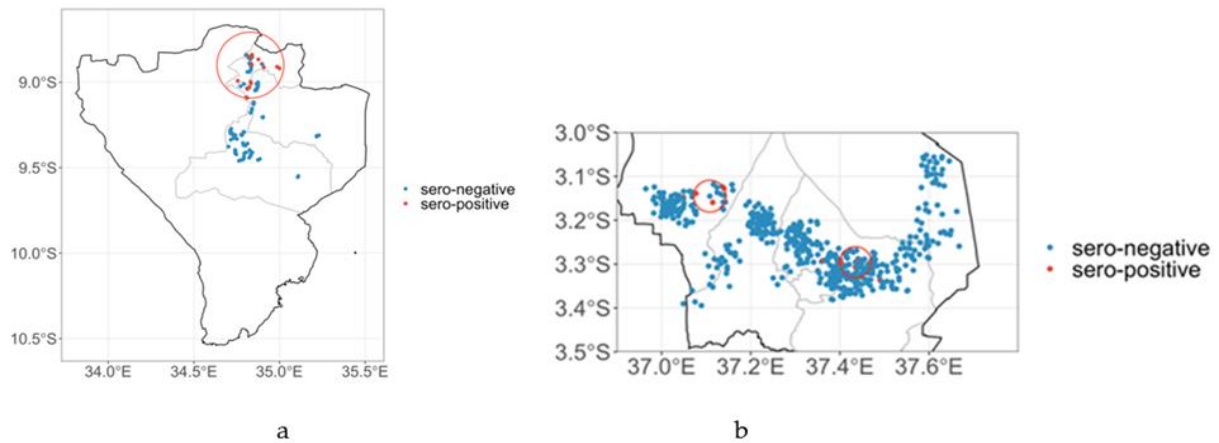 9.0°S
9.5°S
10.0°S
10.5°S
34.0°E 34.5°E 35.0°E 35.5°E
sero-negative
sero-positive
a
3.0°S
3.1°S
3.2°S
3.3°S
3.4°S
3.5°S
37.0°E 37.2°E 37.4°E 37.6°E
sero-negative
sero-positive
b